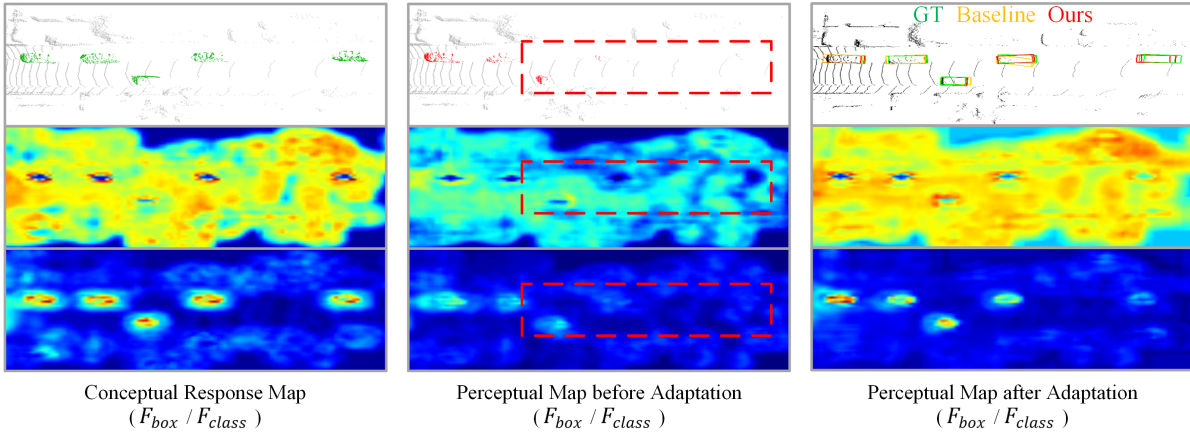 GT Baseline Ours
Conceptual Response Map
( F_box / F_class )
Perceptual Map before Adaptation
( F_box / F_class )
Perceptual Map after Adaptation
( F_box / F_class )